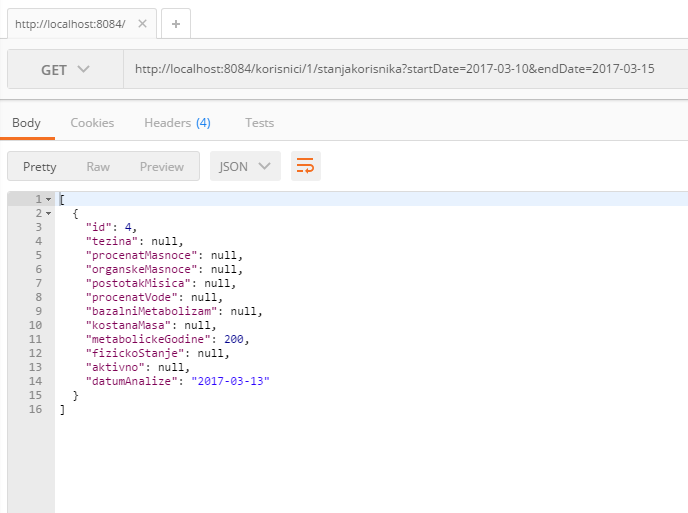 http://localhost:8084/
GET http://localhost:8084/korisnici/1/stanjakorisnika?startDate=2017-03-10&endDate=2017-03-15
Body Cookies Headers (4) Tests
Pretty Raw Preview JSON
1 [
2 {
3 "id": 4,
4 "tezina": null,
5 "procenatMasnoce": null,
6 "organskeMasnoce": null,
7 "postotakMisica": null,
8 "procenatVode": null,
9 "bazalniMetabolizam": null,
10 "kostanaMasa": null,
11 "metabolickeGodine": 200,
12 "fizickoStanje": null,
13 "aktivno": null,
14 "datumAnalize": "2017-03-13"
15 }
16 ]